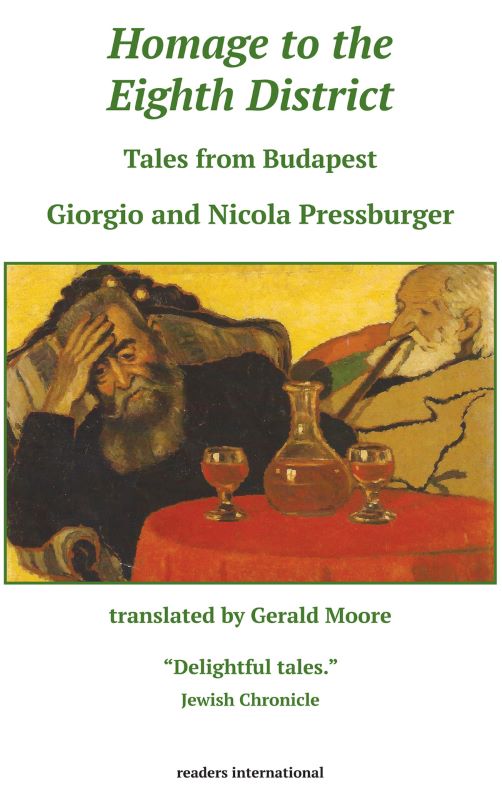 Homage to the
Eighth District
Tales from Budapest
Giorgio and Nicola Pressburger
translated by Gerald Moore
“Delightful tales.”
Jewish Chronicle
readers international